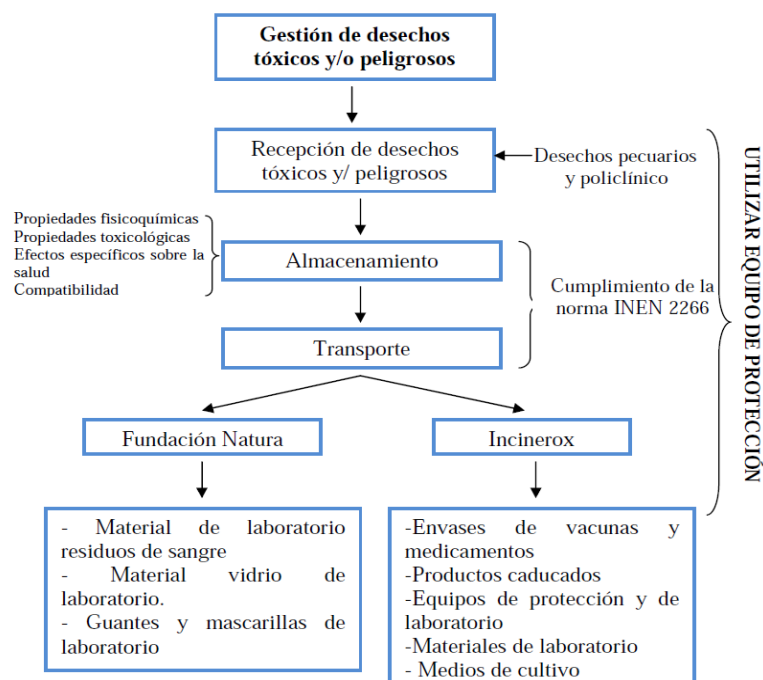 Gestión de desechos
tóxicos y/o peligrosos
Recepción de desechos
tóxicos y/ peligrosos
Desechos pecuarios
y policlínico
Propiedades fisicoquímicas
Propiedades toxicológicas
Efectos específicos sobre la
salud
Compatibilidad
Almacenamiento
Cumplimiento de la
norma INEN 2266
Transporte
UTILIZAR EQUIPO DE PROTECCIÓN
Fundación Natura
Incinerox
- Material de laboratorio
residuos de sangre
- Material vidrio de
laboratorio.
- Guantes y mascarillas de
laboratorio
-Envases de vacunas y
medicamentos
-Productos caducados
-Equipos de protección y de
laboratorio
-Materiales de laboratorio
- Medios de cultivo